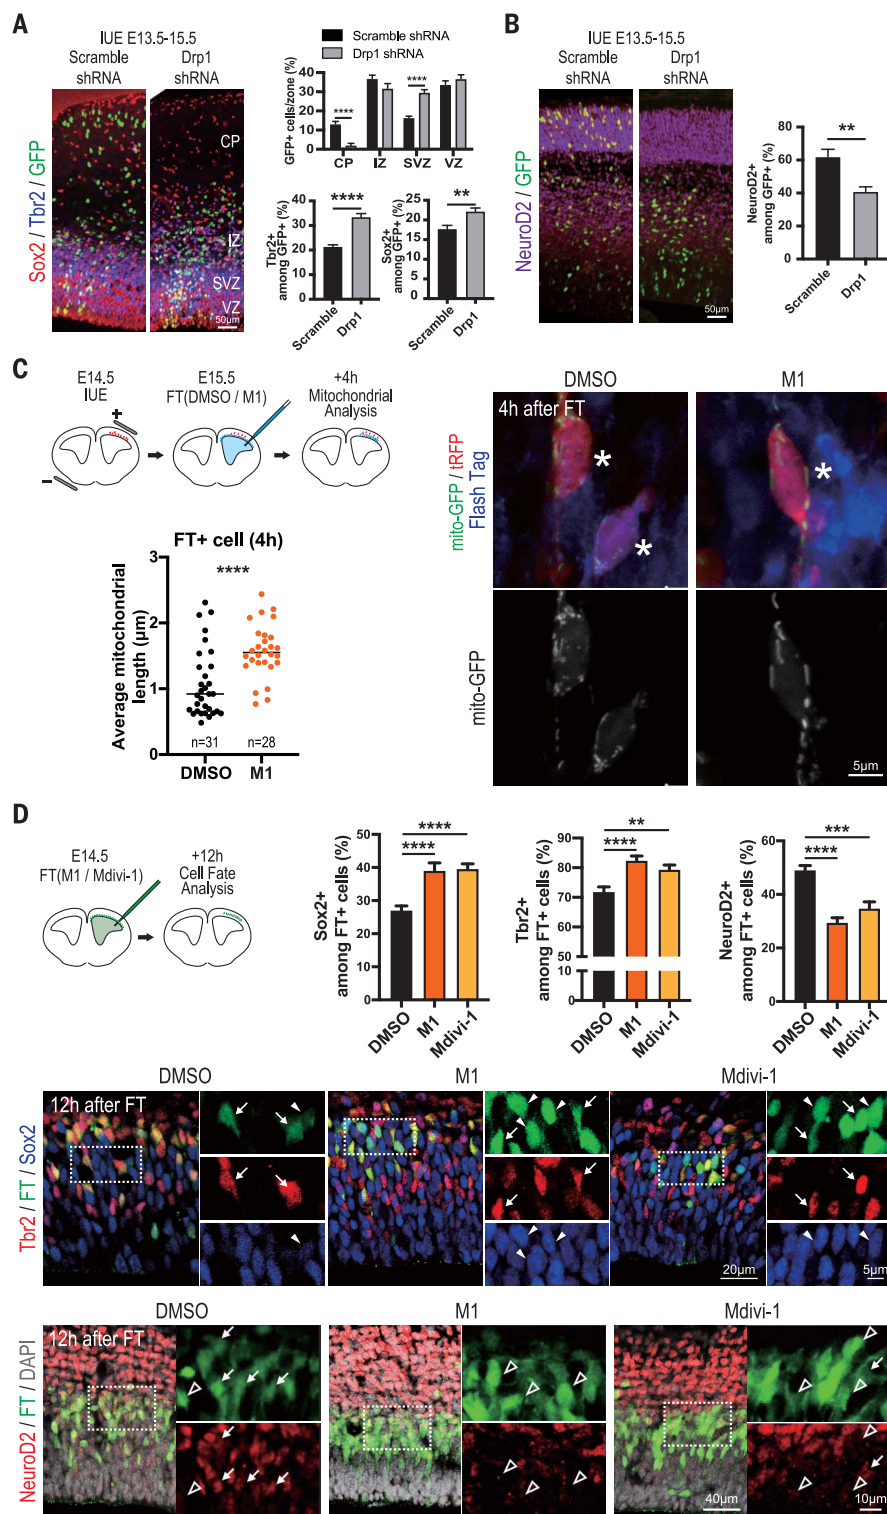 A
IUE E13.5-15.5
Scramble shRNA
Drp1 shRNA
Sox2 / Tbr2 / GFP
CP
IZ
SVZ
VZ
50µm
Scramble shRNA
Drp1 shRNA
GFP+ cells/zone (%)
50
40
30
20
10
0
****
****
CP IZ SVZ VZ
Tbr2+ among GFP+ (%)
40
30
20
10
0
****
Scramble
Drp1
Sox2+ among GFP+ (%)
25
20
15
10
5
0
**
Scramble
Drp1
B
IUE E13.5-15.5
Scramble shRNA
Drp1 shRNA
NeuroD2 / GFP
50µm
NeuroD2+ among GFP+ (%)
80
60
40
20
0
**
Scramble
Drp1
C
E14.5 IUE
+
−
E15.5 FT(DMSO / M1)
+4h Mitochondrial Analysis
FT+ cell (4h)
****
Average mitochondrial length (µm)
3
2
1
0
n=31
n=28
DMSO
M1
DMSO
M1
4h after FT
*
*
*
mito-GFP / tRFP
Flash Tag
mito-GFP
5µm
D
E14.5 FT(M1 / Mdivi-1)
+12h Cell Fate Analysis
Sox2+ among FT+ cells (%)
50
40
30
20
10
0
****
****
DMSO
M1
Mdivi-1
Tbr2+ among FT+ cells (%)
90
80
70
60
50
10
0
**
****
DMSO
M1
Mdivi-1
NeuroD2+ among FT+ cells (%)
60
40
20
0
***
****
DMSO
M1
Mdivi-1
DMSO
M1
Mdivi-1
12h after FT
Tbr2 / FT / Sox2
20µm
5µm
DMSO
M1
Mdivi-1
12h after FT
NeuroD2 / FT / DAPI
40µm
10µm